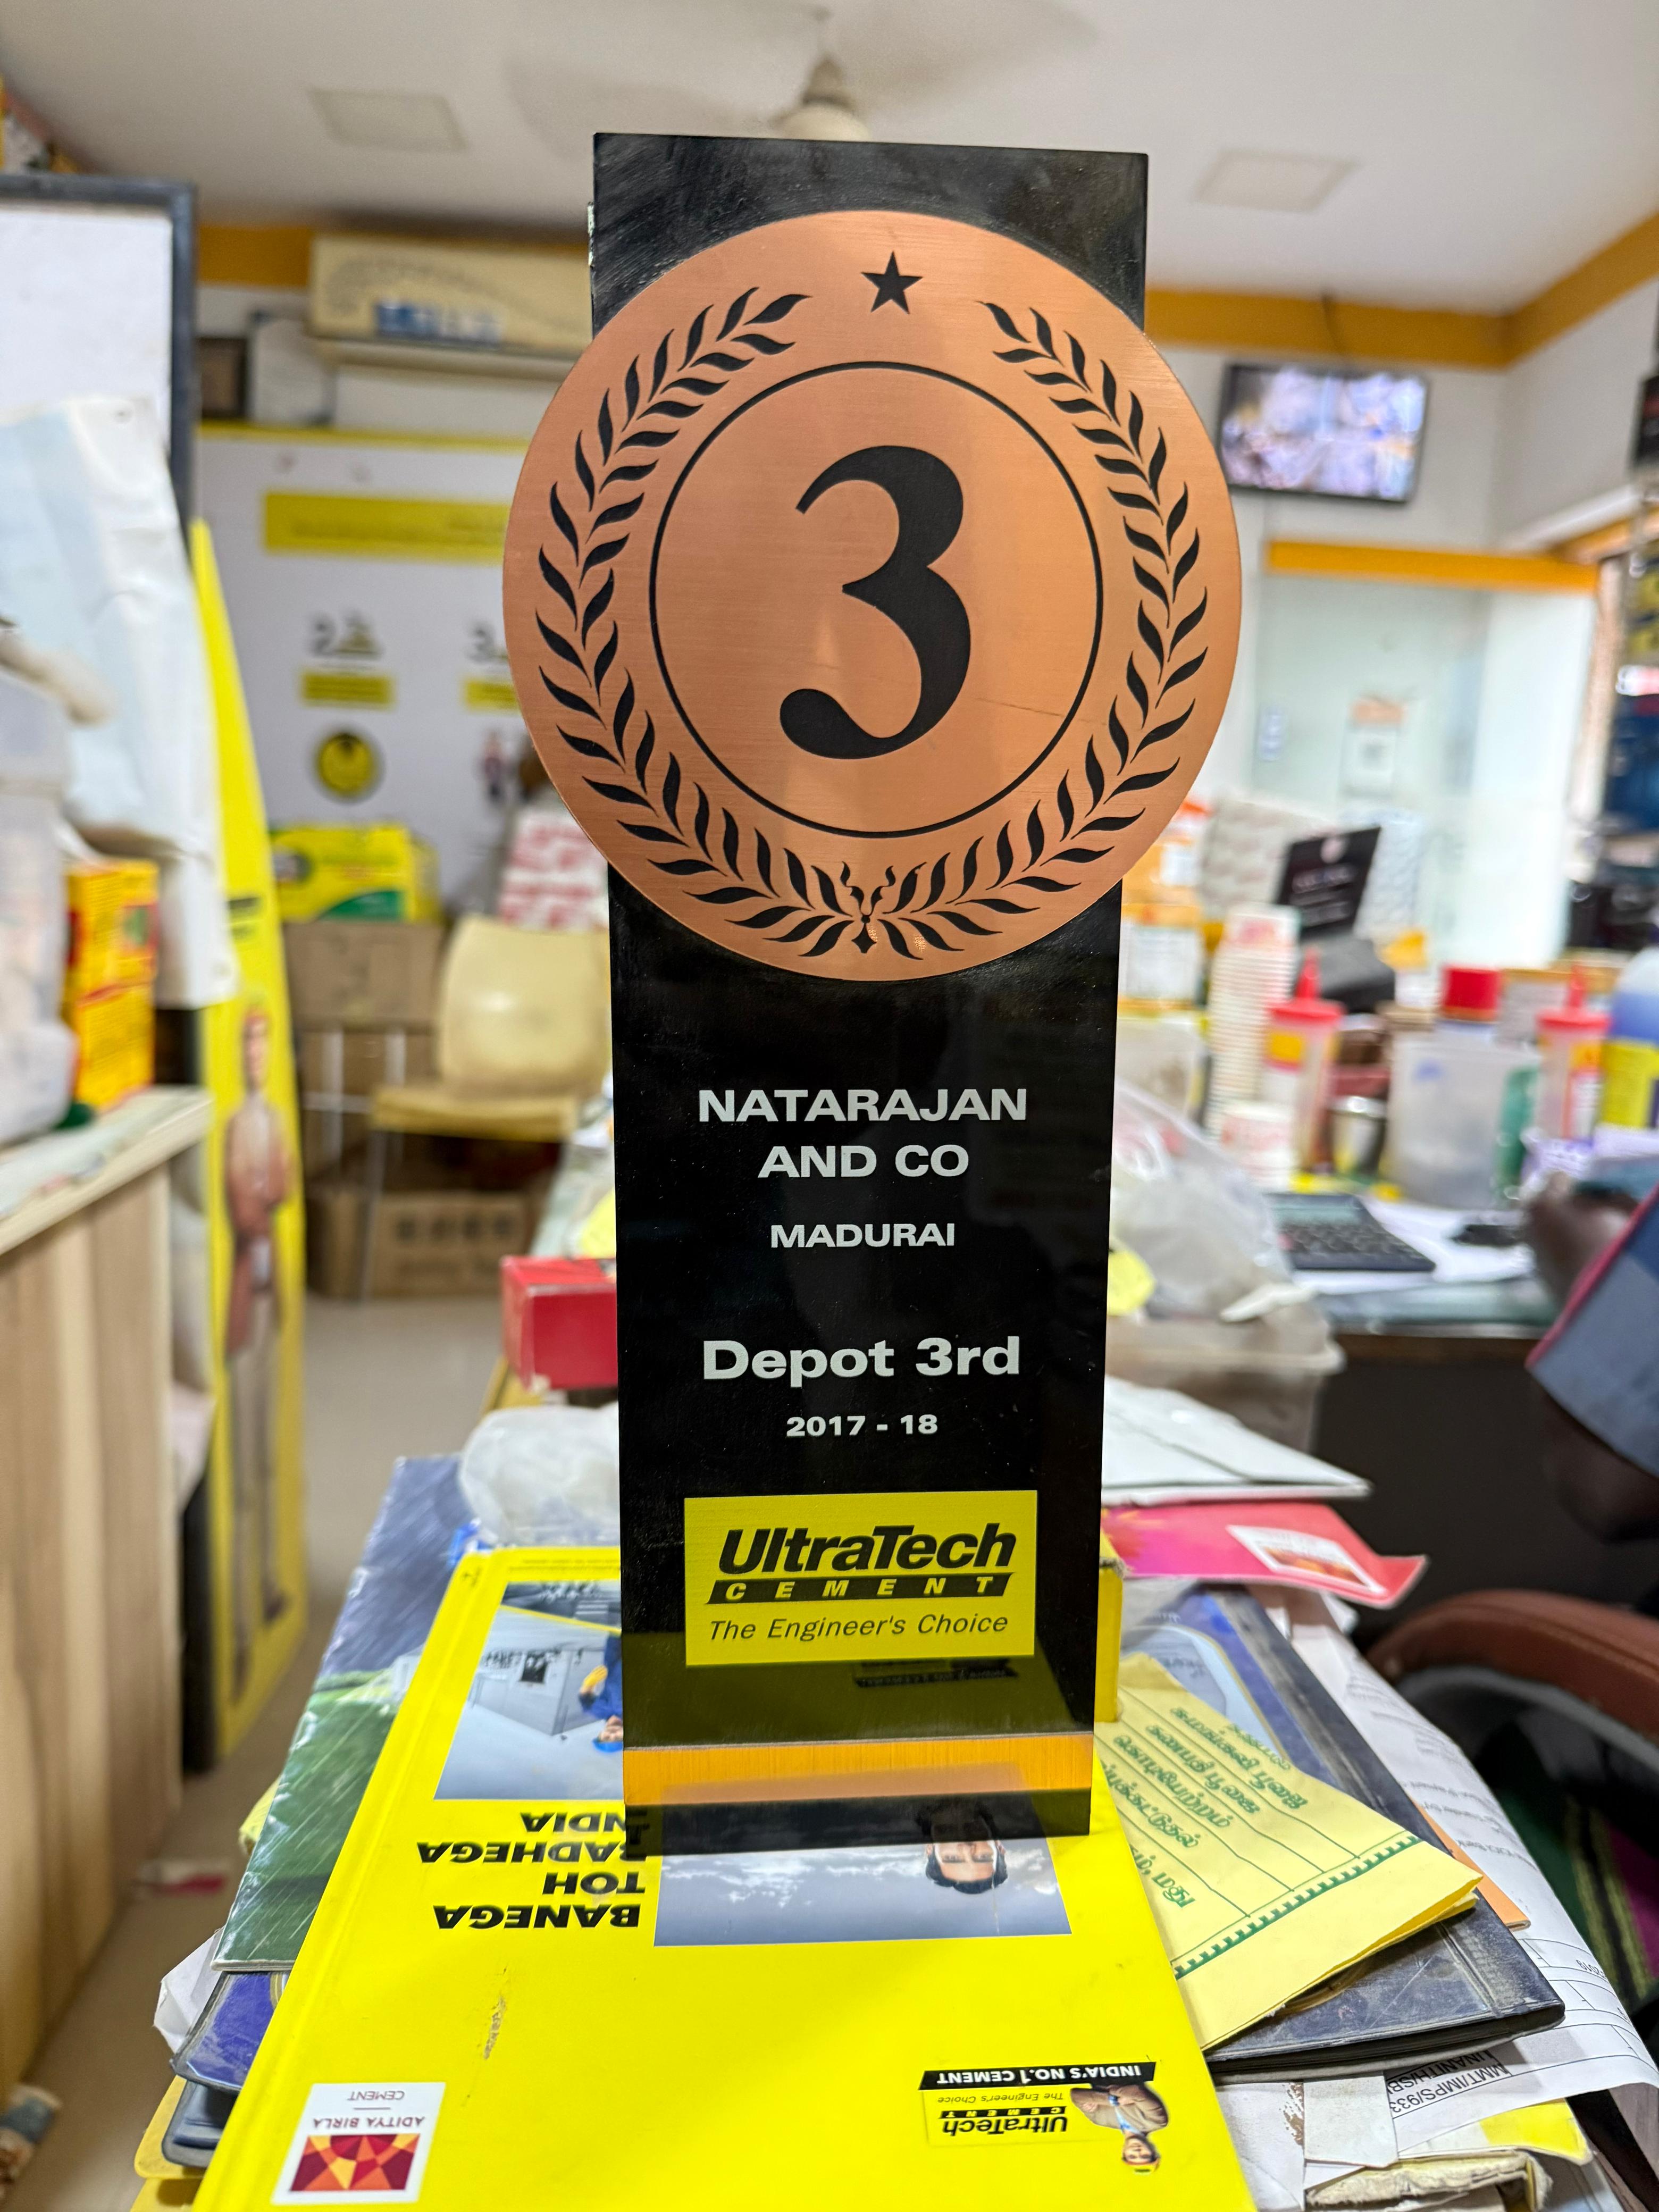 3
NATARAJAN
AND CO
MADURAI
Depot 3rd
2017 - 18
UltraTech
CEMENT
The Engineer's Choice
BANEGA
TOH
BADHEGA
INDIA
INDIA'S NO.1 CEMENT
The Engineer's Choice
UltraTech
CEMENT
ADITYA BIRLA
CEMENT